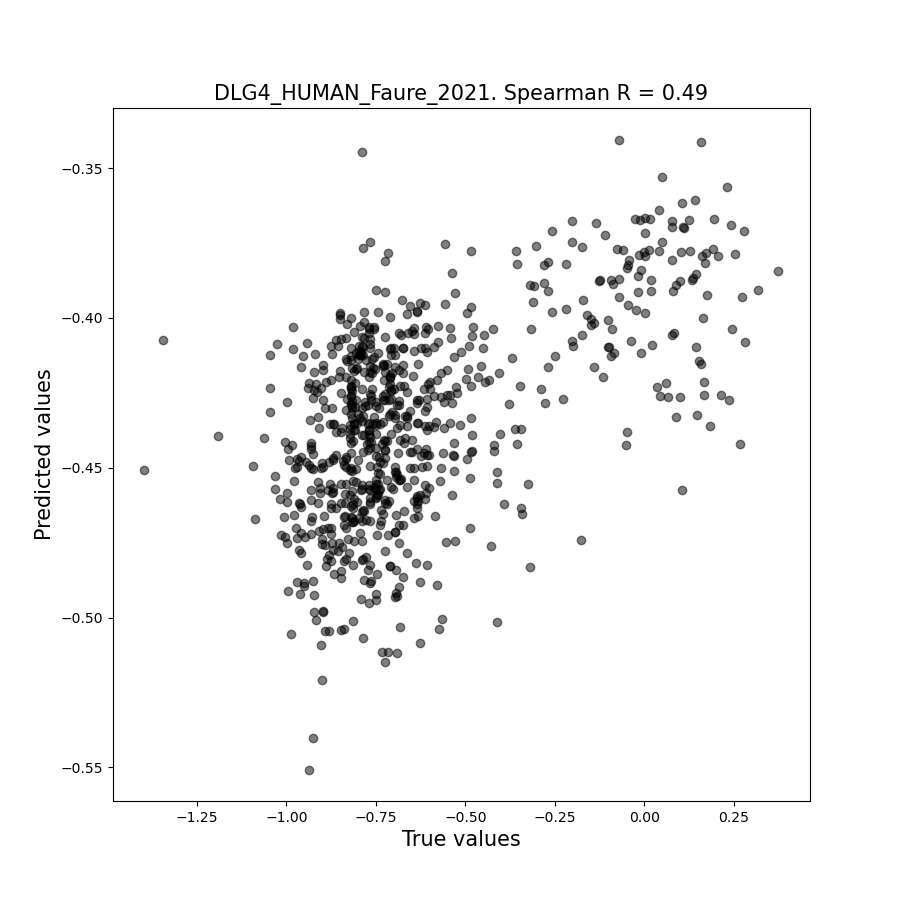 DLG4_HUMAN_Faure_2021. Spearman R = 0.49
Predicted values
−0.35
−0.40
−0.45
−0.50
−0.55
−1.25 −1.00 −0.75 −0.50 −0.25 0.00 0.25
True values